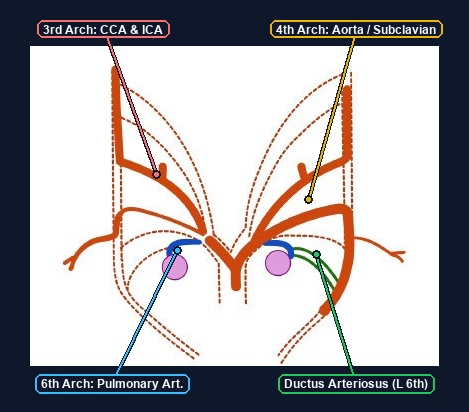 3rd Arch: CCA & ICA
4th Arch: Aorta / Subclavian
6th Arch: Pulmonary Art.
Ductus Arteriosus (L 6th)